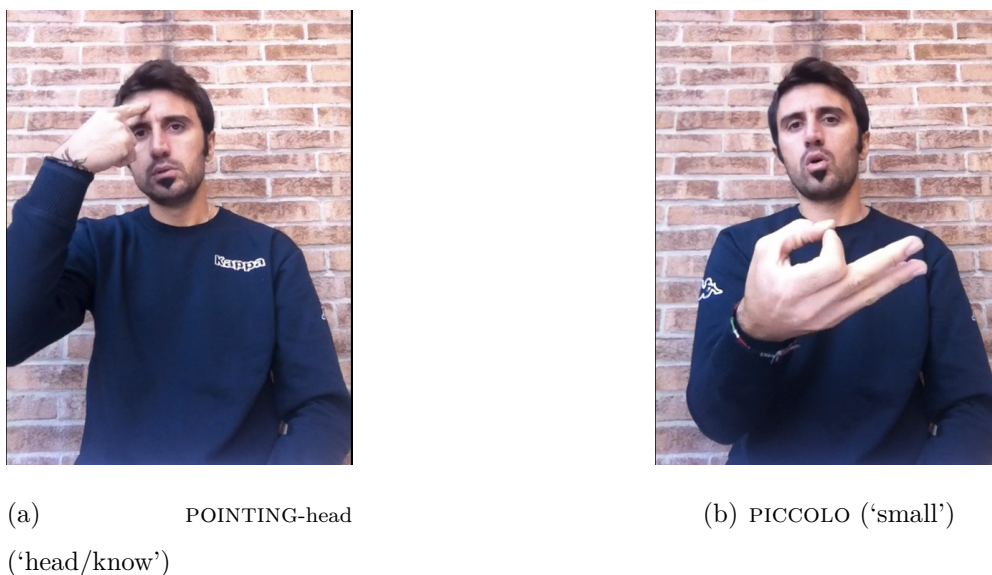 Kappa
(a) POINTING-head
(‘head/know’)
(b) PICCOLO (‘small’)